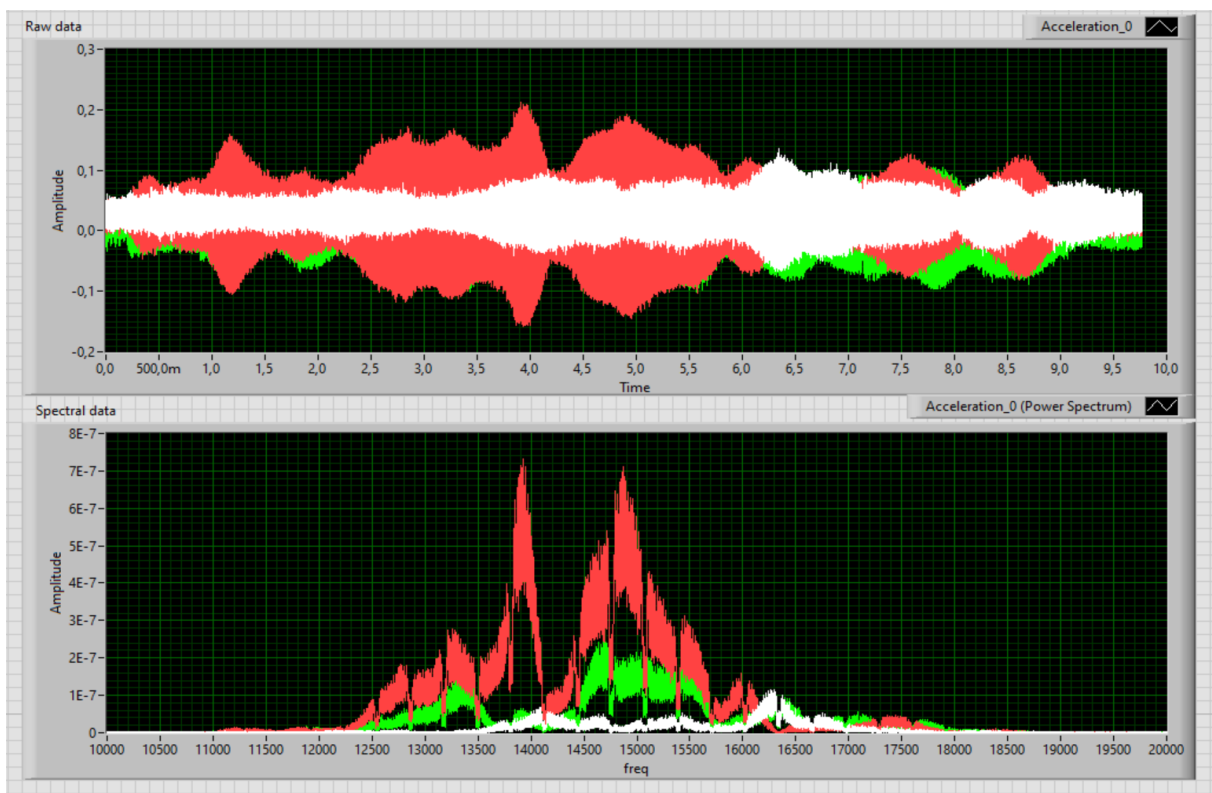 Raw data
Acceleration_0
0,3
0,2
0,1
0,0
-0,1
-0,2
Amplitude
0,0 500,0m 1,0 1,5 2,0 2,5 3,0 3,5 4,0 4,5 5,0 5,5 6,0 6,5 7,0 7,5 8,0 8,5 9,0 9,5 10,0
Time
Spectral data
Acceleration_0 (Power Spectrum)
8E-7
7E-7
6E-7
5E-7
4E-7
3E-7
2E-7
1E-7
0
Amplitude
10000 10500 11000 11500 12000 12500 13000 13500 14000 14500 15000 15500 16000 16500 17000 17500 18000 18500 19000 19500 20000
freq